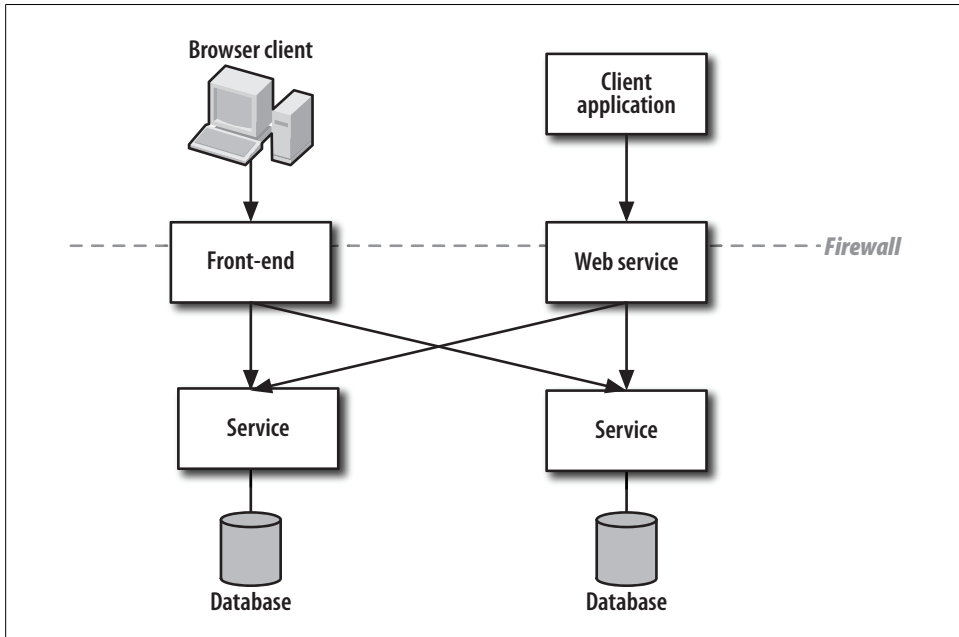 Browser client
Client
application
Front-end
Web service
Firewall
Service
Service
Database
Database